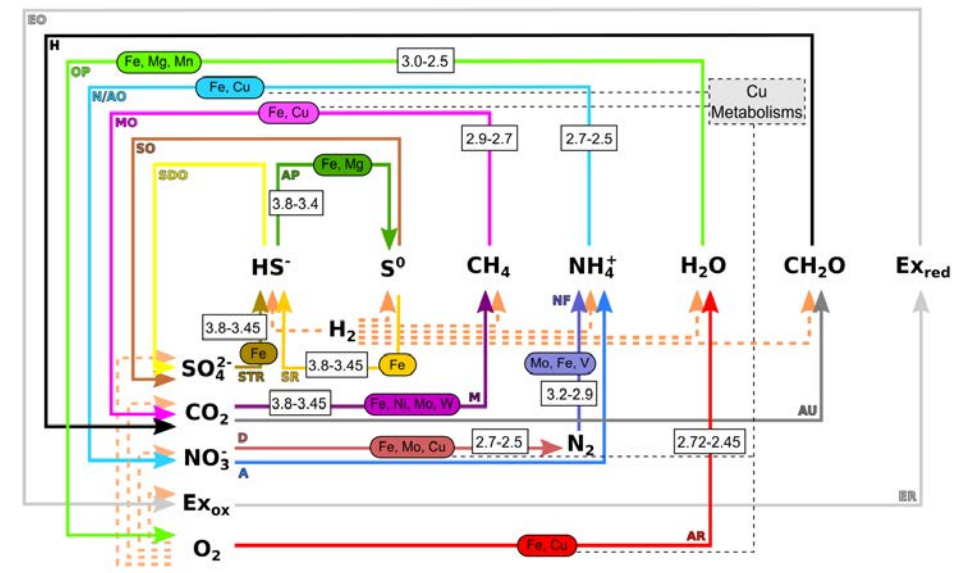 EO
H
OP
Fe, Mg, Mn
3.0-2.5
N/AO
Fe, Cu
Cu
Metabolisms
MO
Fe, Cu
2.9-2.7
2.7-2.5
SO
SDO
AP
Fe, Mg
3.8-3.4
HS⁻
S⁰
CH₄
NH₄⁺
H₂O
CH₂O
Ex_red
NF
3.8-3.45
H₂
Fe
SO₄²⁻
STR
SR
3.8-3.45
Fe
Mo, Fe, V
3.2-2.9
CO₂
3.8-3.45
Fe, Ni, Mo, W
M
AU
D
Fe, Mo, Cu
2.7-2.5
N₂
2.72-2.45
NO₃⁻
A
Ex_ox
ER
O₂
Fe, Cu
AR